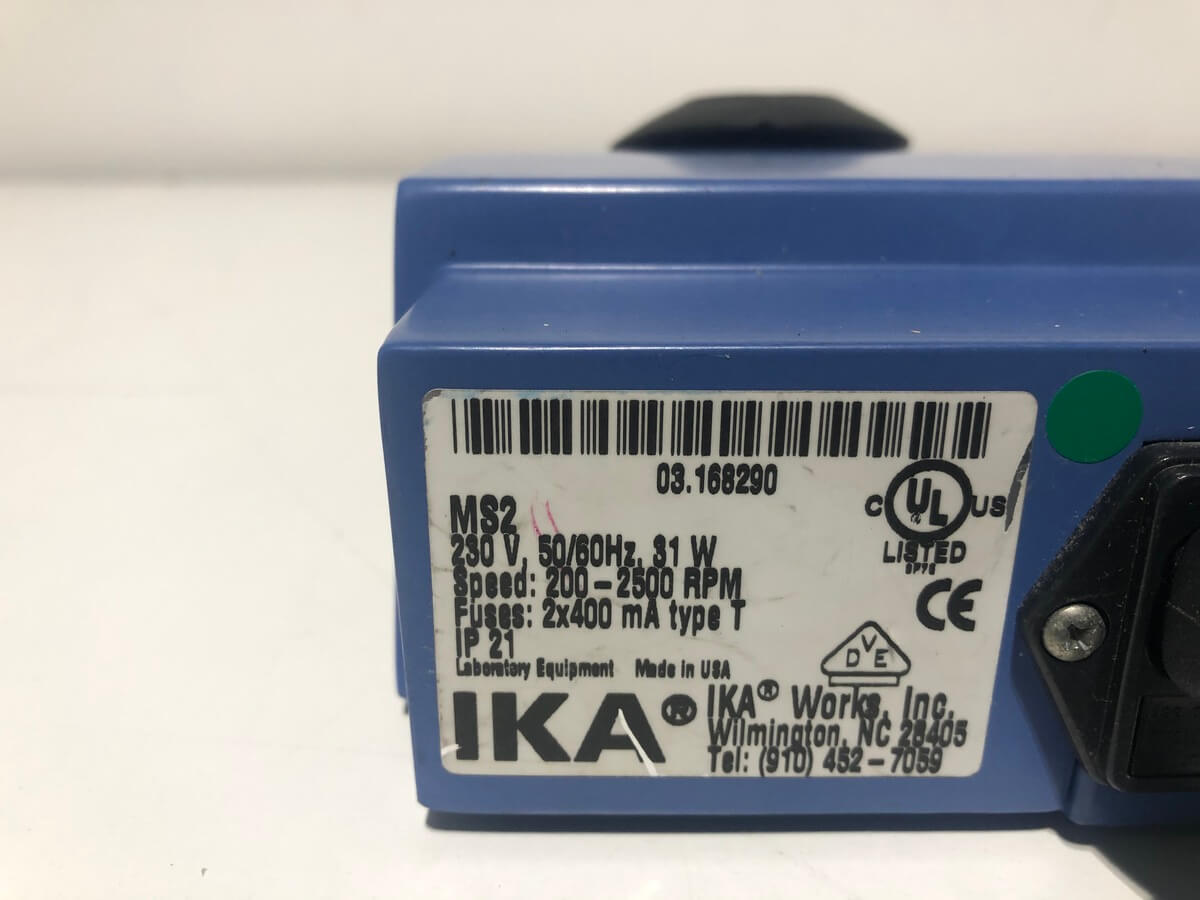 03.168290
MS2
230 V, 50/60Hz, 31 W
Speed: 200-2500 RPM
Fuses: 2x400 mA type T
IP 21
Laboratory Equipment Made in USA
C UL US
LISTED
CE
DVE
IKA®
IKA® Works, Inc.
Wilmington, NC 28405
Tel: (910) 452-7059